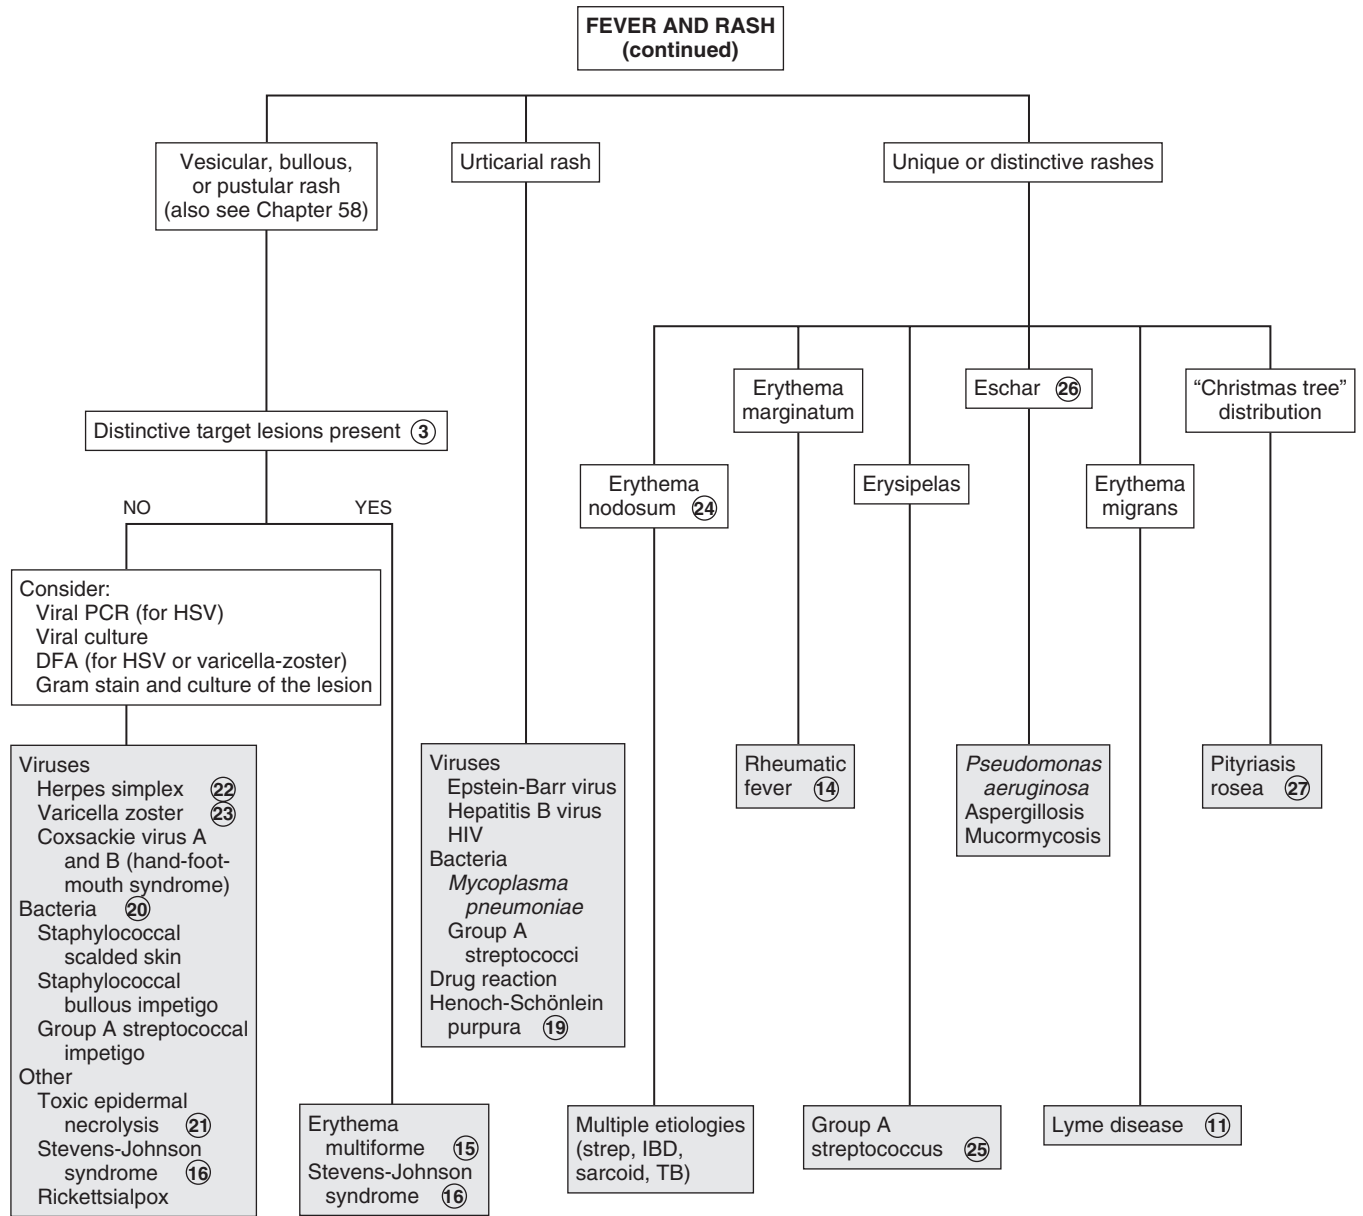 FEVER AND RASH
(continued)
Vesicular, bullous,
or pustular rash
(also see Chapter 58)
Urticarial rash
Unique or distinctive rashes
Distinctive target lesions present 3
NO
YES
Erythema
nodosum 24
Erythema
marginatum
Erysipelas
Eschar 26
Erythema
migrans
“Christmas tree”
distribution
Consider:
Viral PCR (for HSV)
Viral culture
DFA (for HSV or varicella-zoster)
Gram stain and culture of the lesion
Viruses
Herpes simplex 22
Varicella zoster 23
Coxsackie virus A
and B (hand-foot-
mouth syndrome)
Bacteria 20
Staphylococcal
scalded skin
Staphylococcal
bullous impetigo
Group A streptococcal
impetigo
Other
Toxic epidermal
necrolysis 21
Stevens-Johnson
syndrome 16
Rickettsialpox
Erythema
multiforme 15
Stevens-Johnson
syndrome 16
Viruses
Epstein-Barr virus
Hepatitis B virus
HIV
Bacteria
Mycoplasma
pneumoniae
Group A
streptococci
Drug reaction
Henoch-Schönlein
purpura 19
Multiple etiologies
(strep, IBD,
sarcoid, TB)
Rheumatic
fever 14
Group A
streptococcus 25
Pseudomonas
aeruginosa
Aspergillosis
Mucormycosis
Lyme disease 11
Pityriasis
rosea 27